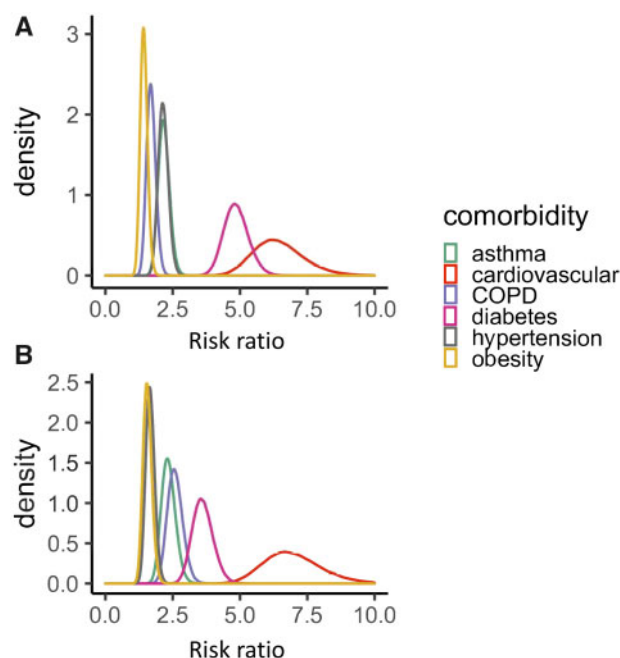 A
density
3
2
1
0
0.0 2.5 5.0 7.5 10.0
Risk ratio
comorbidity
asthma
cardiovascular
COPD
diabetes
hypertension
obesity
B
density
2.5
2.0
1.5
1.0
0.5
0.0
0.0 2.5 5.0 7.5 10.0
Risk ratio